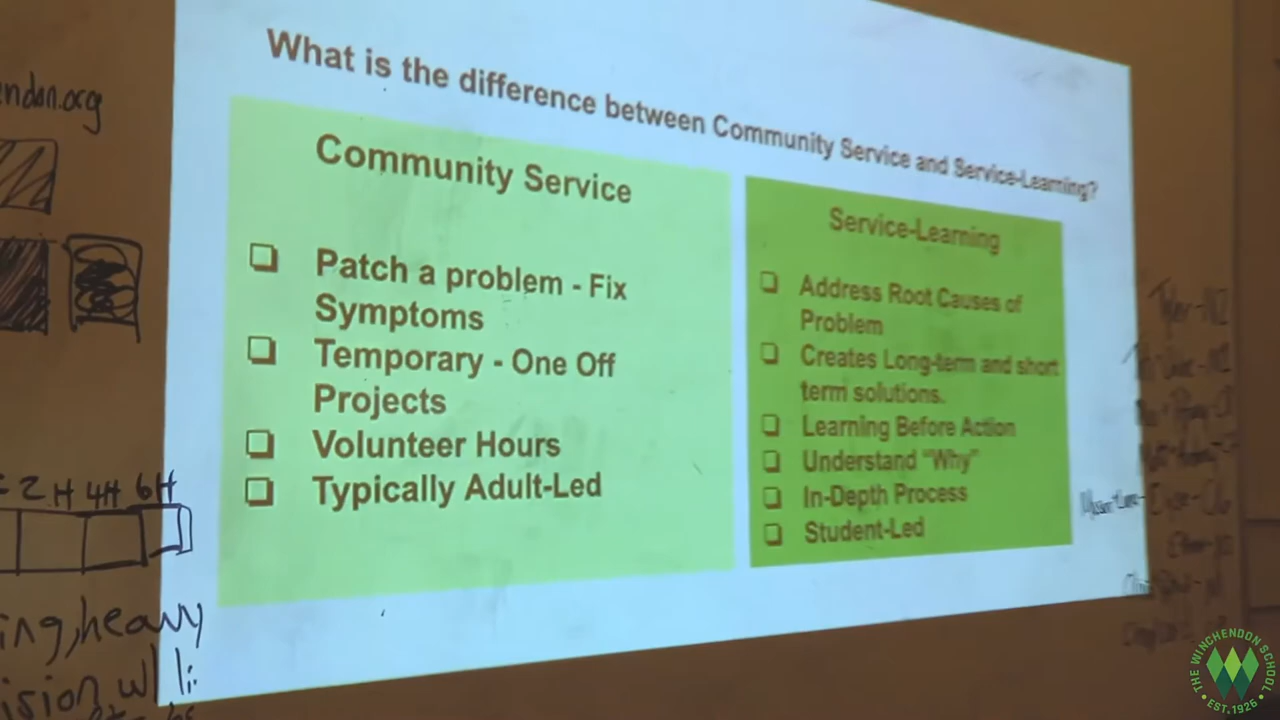 What is the difference between Community Service and Service-Learning?
Community Service
Patch a problem - Fix
Symptoms
Temporary - One Off
Projects
Volunteer Hours
Typically Adult-Led
Service-Learning
Address Root Causes of
Problem
Creates Long-term and short
term solutions.
Learning Before Action
Understand "Why"
In-Depth Process
Student-Led
endon.org
2H 4H 6H
ing, heavy
ision w/ li
THE WINCHENDON SCHOOL
EST. 1926